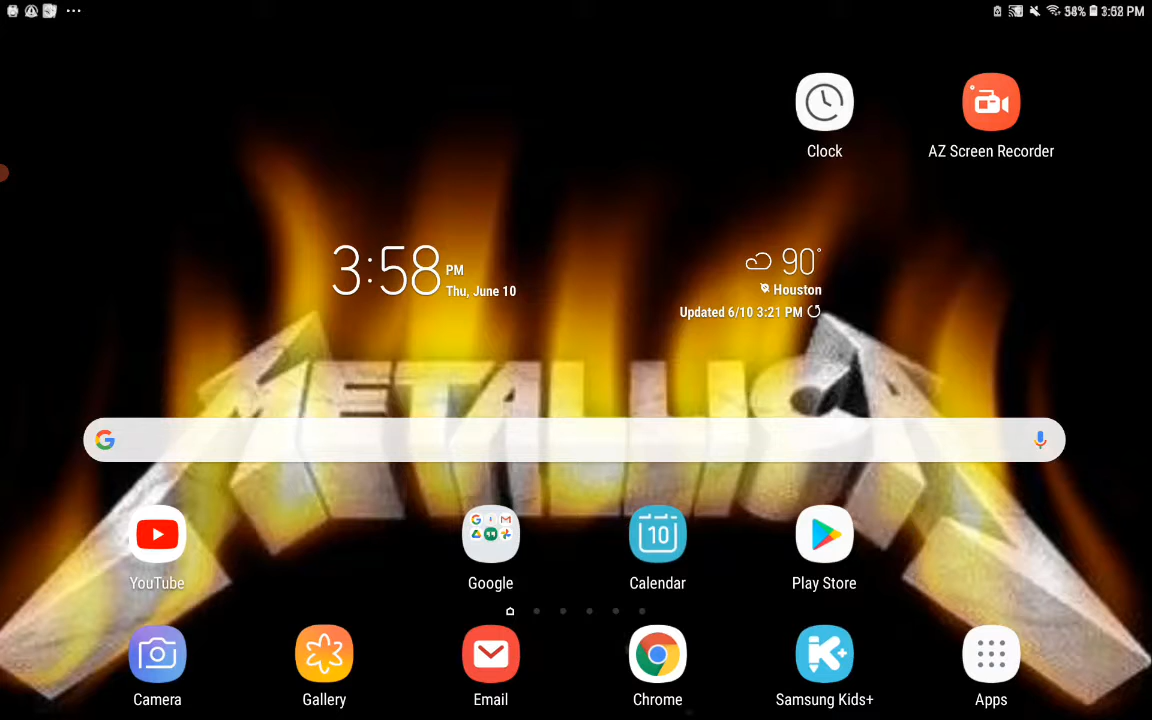 Clock
AZ Screen Recorder
3:58 PM
Thu, June 10
90°
Houston
Updated 6/10 3:21 PM
METALLICA
YouTube
Google
10
Calendar
Play Store
Camera
Gallery
Email
Chrome
Samsung Kids+
Apps